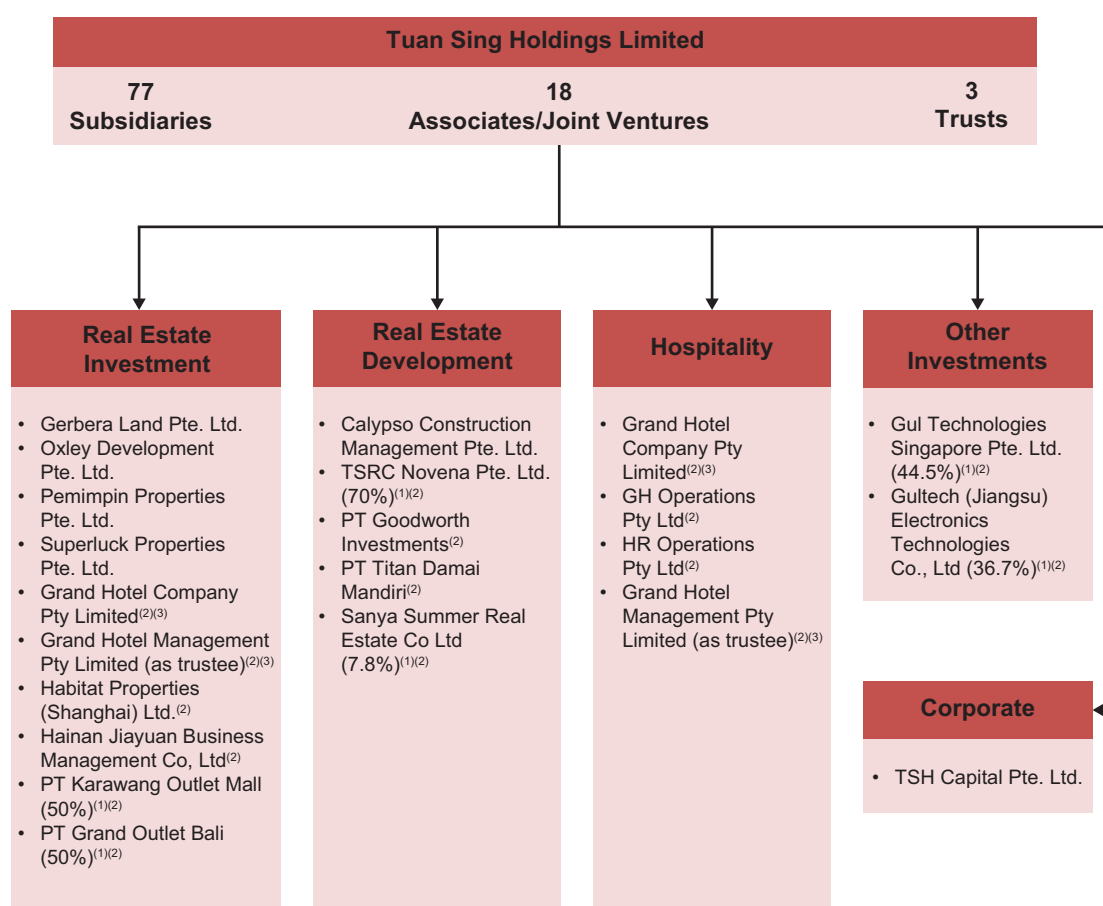 Tuan Sing Holdings Limited
77
Subsidiaries
18
Associates/Joint Ventures
3
Trusts
Real Estate
Investment
• Gerbera Land Pte. Ltd.
• Oxley Development
Pte. Ltd.
• Pemimpin Properties
Pte. Ltd.
• Superluck Properties
Pte. Ltd.
• Grand Hotel Company
Pty Limited(2)(3)
• Grand Hotel Management
Pty Limited (as trustee)(2)(3)
• Habitat Properties
(Shanghai) Ltd.(2)
• Hainan Jiayuan Business
Management Co, Ltd(2)
• PT Karawang Outlet Mall
(50%)(1)(2)
• PT Grand Outlet Bali
(50%)(1)(2)
Real Estate
Development
• Calypso Construction
Management Pte. Ltd.
• TSRC Novena Pte. Ltd.
(70%)(1)(2)
• PT Goodworth
Investments(2)
• PT Titan Damai
Mandiri(2)
• Sanya Summer Real
Estate Co Ltd
(7.8%)(1)(2)
Hospitality
• Grand Hotel
Company Pty
Limited(2)(3)
• GH Operations
Pty Ltd(2)
• HR Operations
Pty Ltd(2)
• Grand Hotel
Management Pty
Limited (as trustee)(2)(3)
Other
Investments
• Gul Technologies
Singapore Pte. Ltd.
(44.5%)(1)(2)
• Gultech (Jiangsu)
Electronics
Technologies
Co., Ltd (36.7%)(1)(2)
Corporate
• TSH Capital Pte. Ltd.